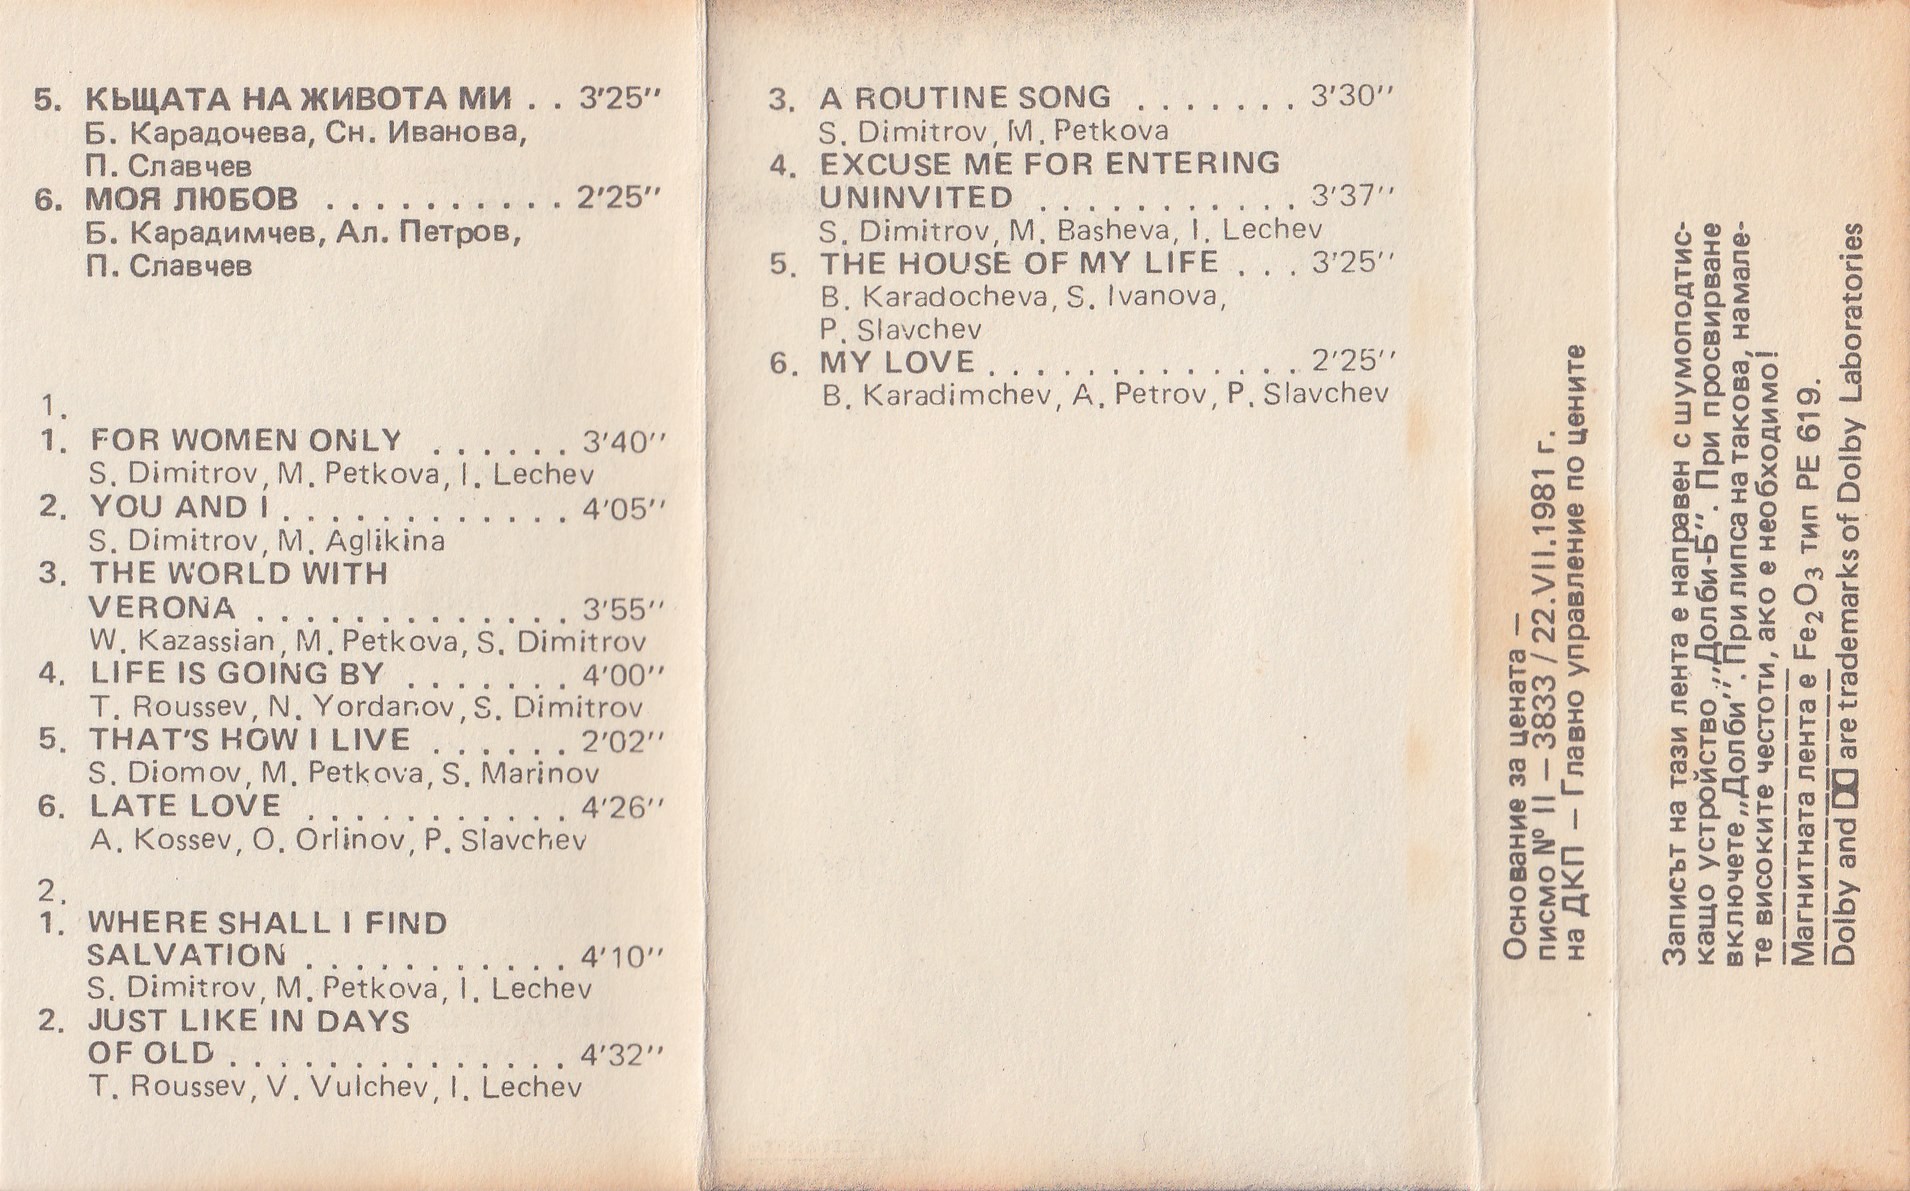 5. КЪЩАТА НА ЖИВОТА МИ . . 3'25''
Б. Карадочева, Сн. Иванова,
П. Славчев
6. МОЯ ЛЮБОВ . . . . . . . . . . 2'25''
Б. Карадимчев, Ал. Петров,
П. Славчев
1.
1. FOR WOMEN ONLY . . . . . . 3'40''
S. Dimitrov, M. Petkova, I. Lechev
2. YOU AND I . . . . . . . . . . . . 4'05''
S. Dimitrov, M. Aglikina
3. THE WORLD WITH
VERONA . . . . . . . . . . . . . 3'55''
W. Kazassian, M. Petkova, S. Dimitrov
4. LIFE IS GOING BY . . . . . . . 4'00''
T. Roussev, N. Yordanov, S. Dimitrov
5. THAT'S HOW I LIVE . . . . . . 2'02''
S. Diomov, M. Petkova, S. Marinov
6. LATE LOVE . . . . . . . . . . . 4'26''
A. Kossev, O. Orlinov, P. Slavchev
2.
1. WHERE SHALL I FIND
SALVATION . . . . . . . . . . . 4'10''
S. Dimitrov, M. Petkova, I. Lechev
2. JUST LIKE IN DAYS
OF OLD . . . . . . . . . . . . . . 4'32''
T. Roussev, V. Vulchev, I. Lechev
3. A ROUTINE SONG . . . . . . . 3'30''
S. Dimitrov, M. Petkova
4. EXCUSE ME FOR ENTERING
UNINVITED . . . . . . . . . . . 3'37''
S. Dimitrov, M. Basheva, I. Lechev
5. THE HOUSE OF MY LIFE . . . 3'25''
B. Karadocheva, S. Ivanova,
P. Slavchev
6. MY LOVE . . . . . . . . . . . . . 2'25''
B. Karadimchev, A. Petrov, P. Slavchev
Основание за цената –
писмо № II – 3833 / 22.VII.1981 г.
на ДКП – Главно управление по цените
Записът на тази лента е направен с шумоподтис-
кащо устройство „Долби-Б". При просвирване
включете „Долби". При липса на такова, намале-
те високите честоти, ако е необходимо!
Магнитната лента е Fe2O3 тип PE 619.
Dolby and are trademarks of Dolby Laboratories